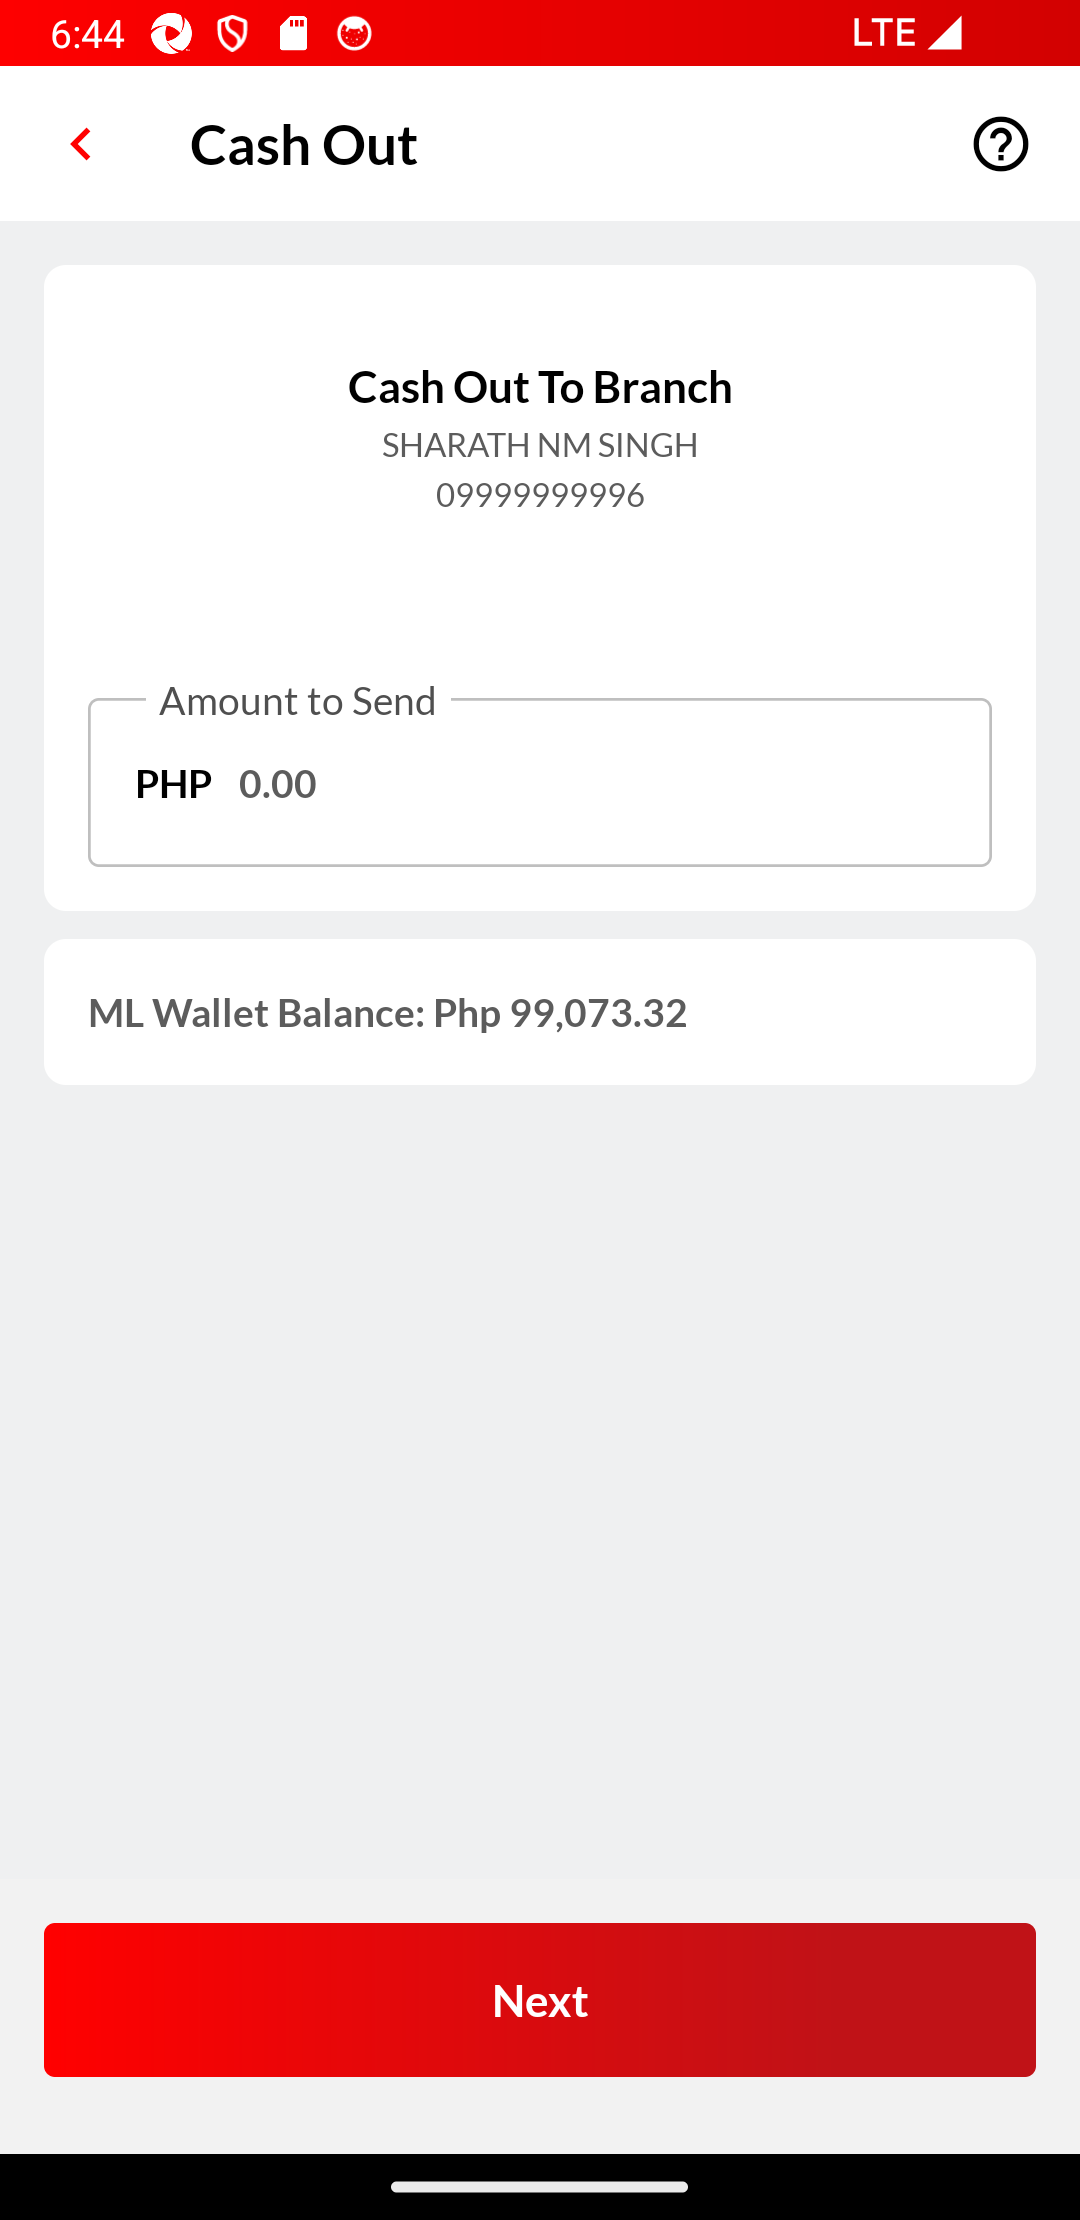 6:44
LTE
Cash Out
Cash Out To Branch
SHARATH NM SINGH
09999999996
Amount to Send
PHP 0.00
ML Wallet Balance: Php 99,073.32
Next